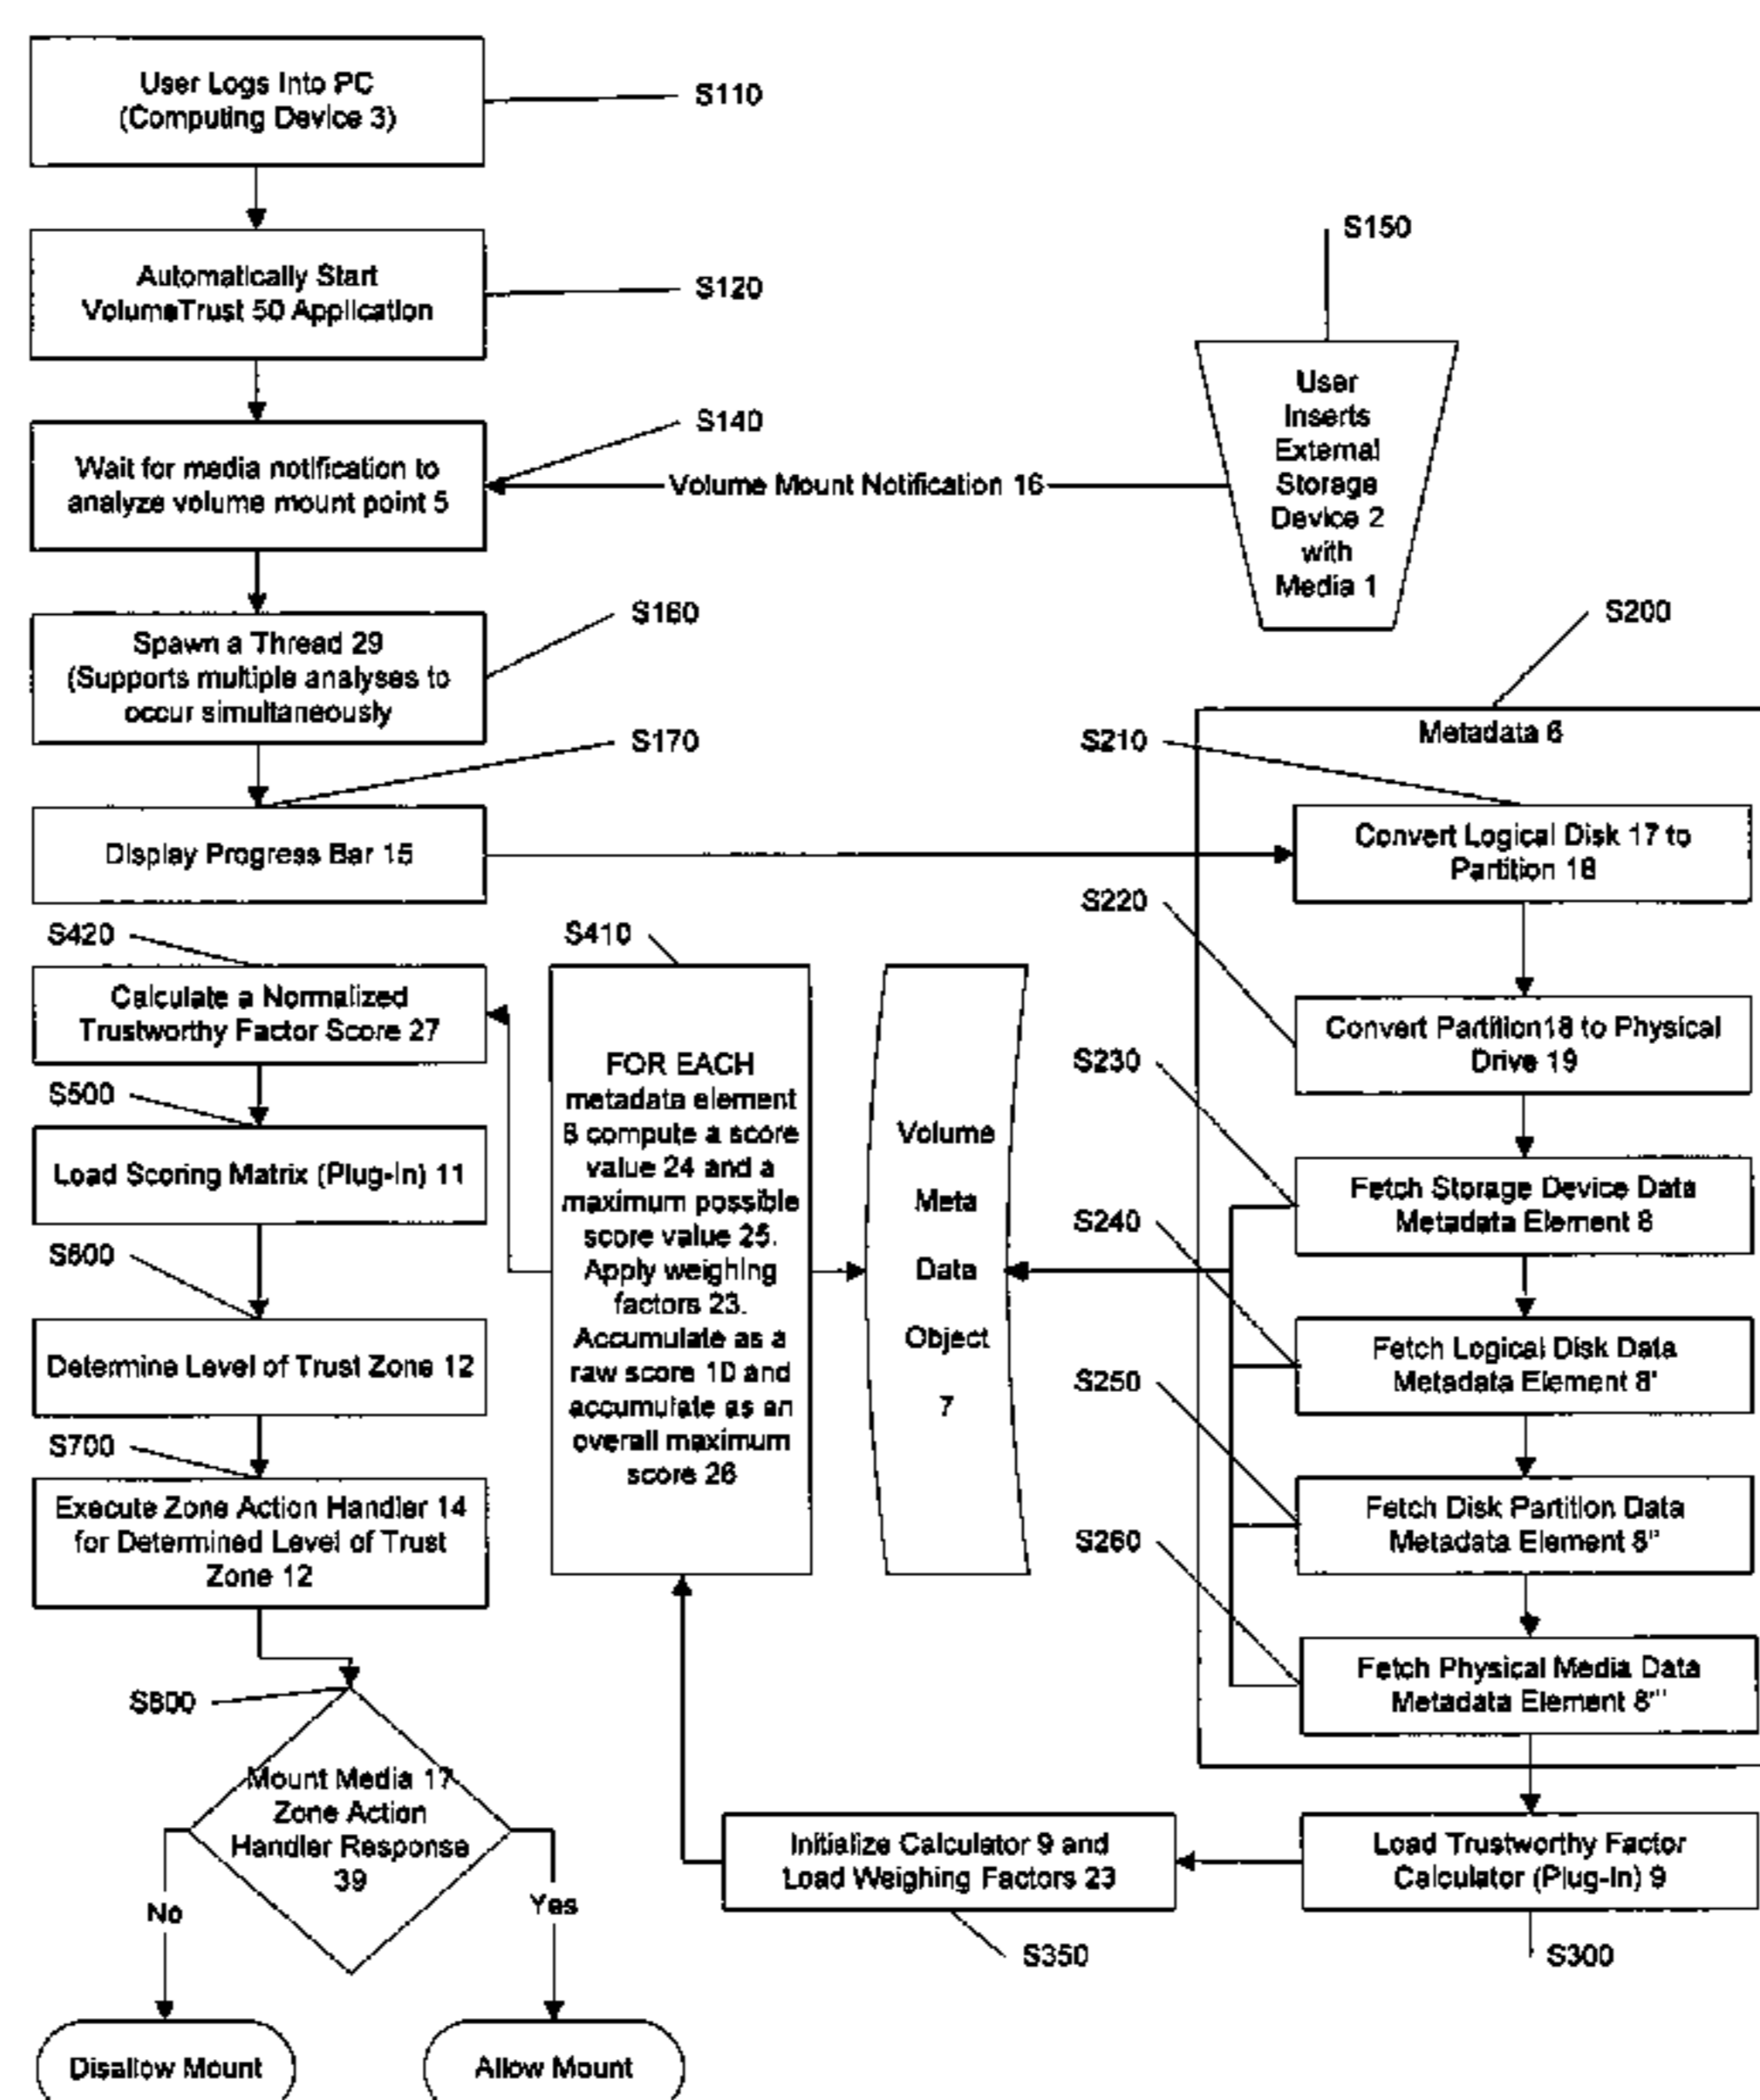 User Logs Into PC
(Computing Device 3)
S110
Automatically Start
VolumeTrust 50 Application
S120
S150
User
Inserts
External
Storage
Device 2
with
Media 1
Wait for media notification to
analyze volume mount point 5
S140
Volume Mount Notification 16
Spawn a Thread 29
(Supports multiple analyses to
occur simultaneously
S160
S200
Metadata 6
Display Progress Bar 15
S170
S210
Convert Logical Disk 17 to
Partition 18
S220
Convert Partition18 to Physical
Drive 19
S230
Fetch Storage Device Data
Metadata Element 8
S240
Fetch Logical Disk Data
Metadata Element 8'
S250
Fetch Disk Partition Data
Metadata Element 8"
S260
Fetch Physical Media Data
Metadata Element 8'"
Load Trustworthy Factor
Calculator (Plug-In) 9
S300
Initialize Calculator 9 and
Load Weighing Factors 23
S350
S410
FOR EACH
metadata element
8 compute a score
value 24 and a
maximum possible
score value 25.
Apply weighing
factors 23.
Accumulate as a
raw score 10 and
accumulate as an
overall maximum
score 26
Volume
Meta
Data
Object
7
S420
Calculate a Normalized
Trustworthy Factor Score 27
S500
Load Scoring Matrix (Plug-In) 11
S600
Determine Level of Trust Zone 12
S700
Execute Zone Action Handler 14
for Determined Level of Trust
Zone 12
S800
Mount Media 17
Zone Action
Handler Response
39
No
Yes
Disallow Mount
Allow Mount